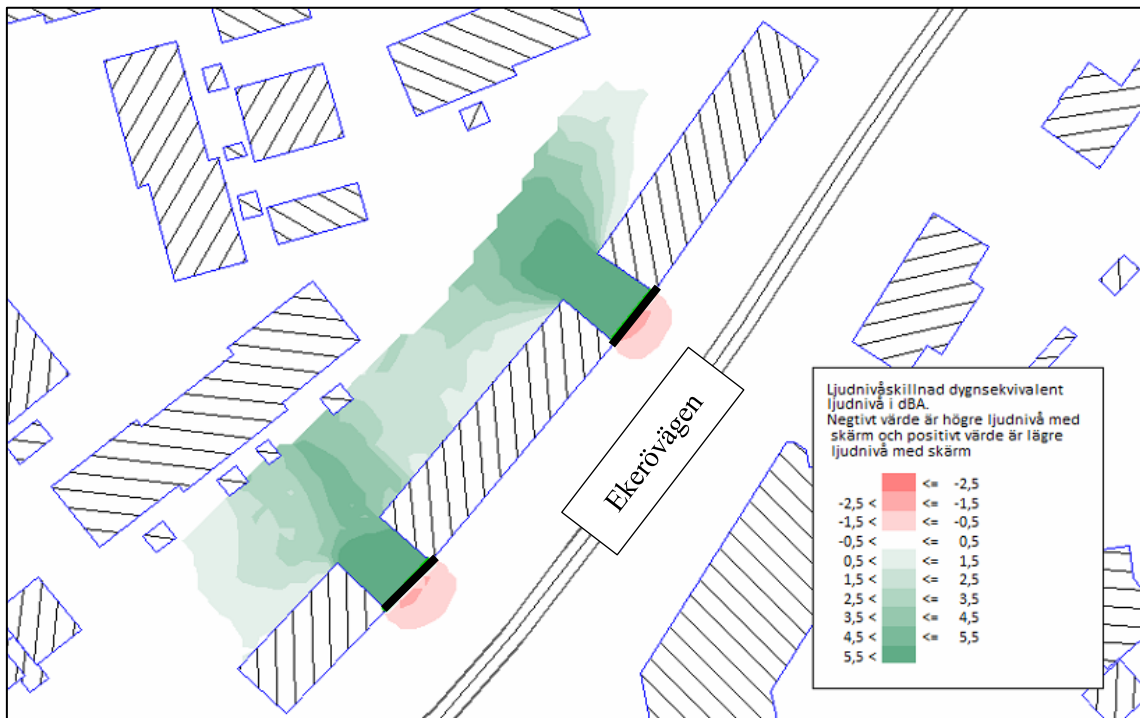 Ekerövägen
Ljudnivåskillnad dygnsekvivalent
ljudnivå i dBA.
Negtivt värde är högre ljudnivå med
skärm och positivt värde är lägre
ljudnivå med skärm
<= -2,5
-2,5 < <= -1,5
-1,5 < <= -0,5
-0,5 < <= 0,5
0,5 < <= 1,5
1,5 < <= 2,5
2,5 < <= 3,5
3,5 < <= 4,5
4,5 < <= 5,5
5,5 <